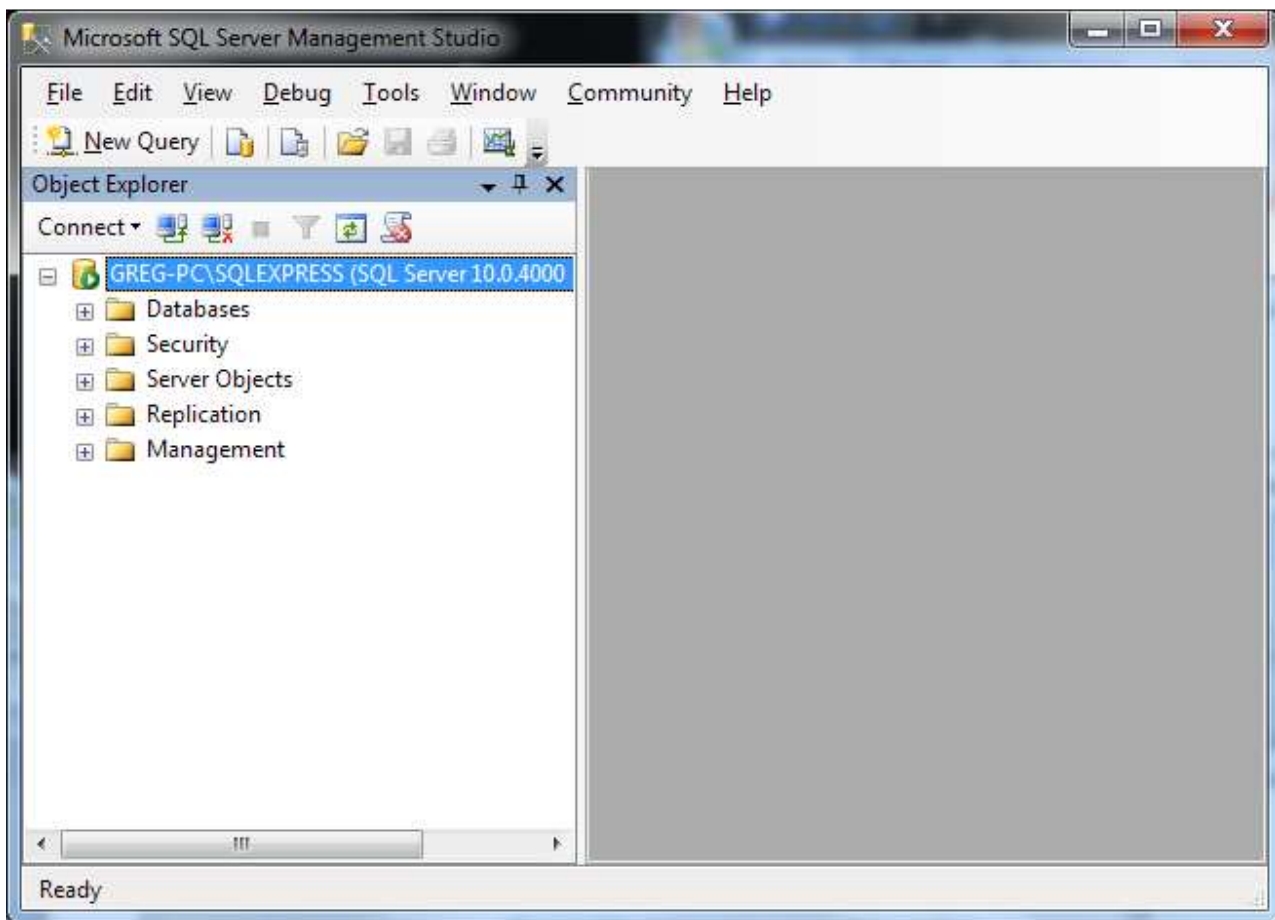 Microsoft SQL Server Management Studio
File Edit View Debug Tools Window Community Help
New Query
Object Explorer
Connect
GREG-PC\SQLEXPRESS (SQL Server 10.0.4000
Databases
Security
Server Objects
Replication
Management
Ready